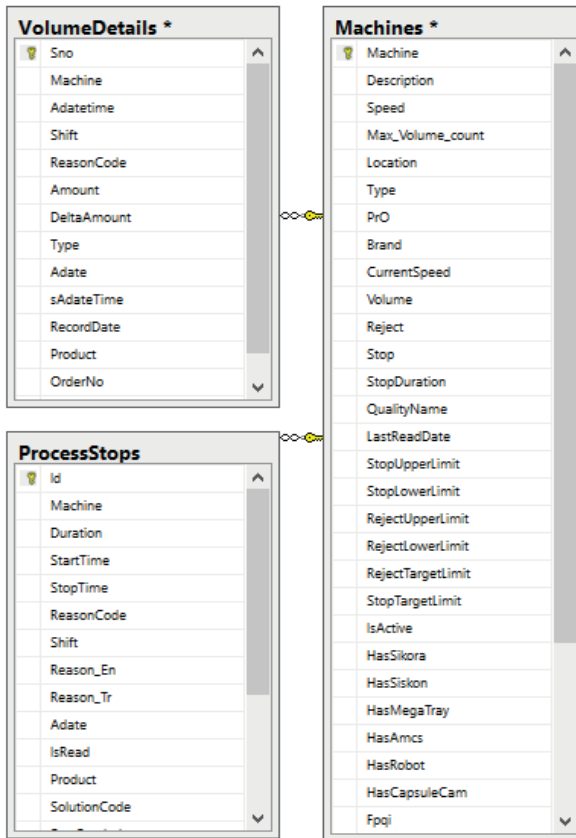 VolumeDetails *
Sno
Machine
Adatetime
Shift
ReasonCode
Amount
DeltaAmount
Type
Adate
sAdateTime
RecordDate
Product
OrderNo
ProcessStops
Id
Machine
Duration
StartTime
StopTime
ReasonCode
Shift
Reason_En
Reason_Tr
Adate
IsRead
Product
SolutionCode
Machines *
Machine
Description
Speed
Max_Volume_count
Location
Type
PrO
Brand
CurrentSpeed
Volume
Reject
Stop
StopDuration
QualityName
LastReadDate
StopUpperLimit
StopLowerLimit
RejectUpperLimit
RejectLowerLimit
RejectTargetLimit
StopTargetLimit
IsActive
HasSikora
HasSiskon
HasMegaTray
HasAmcs
HasRobot
HasCapsuleCam
Fpqi